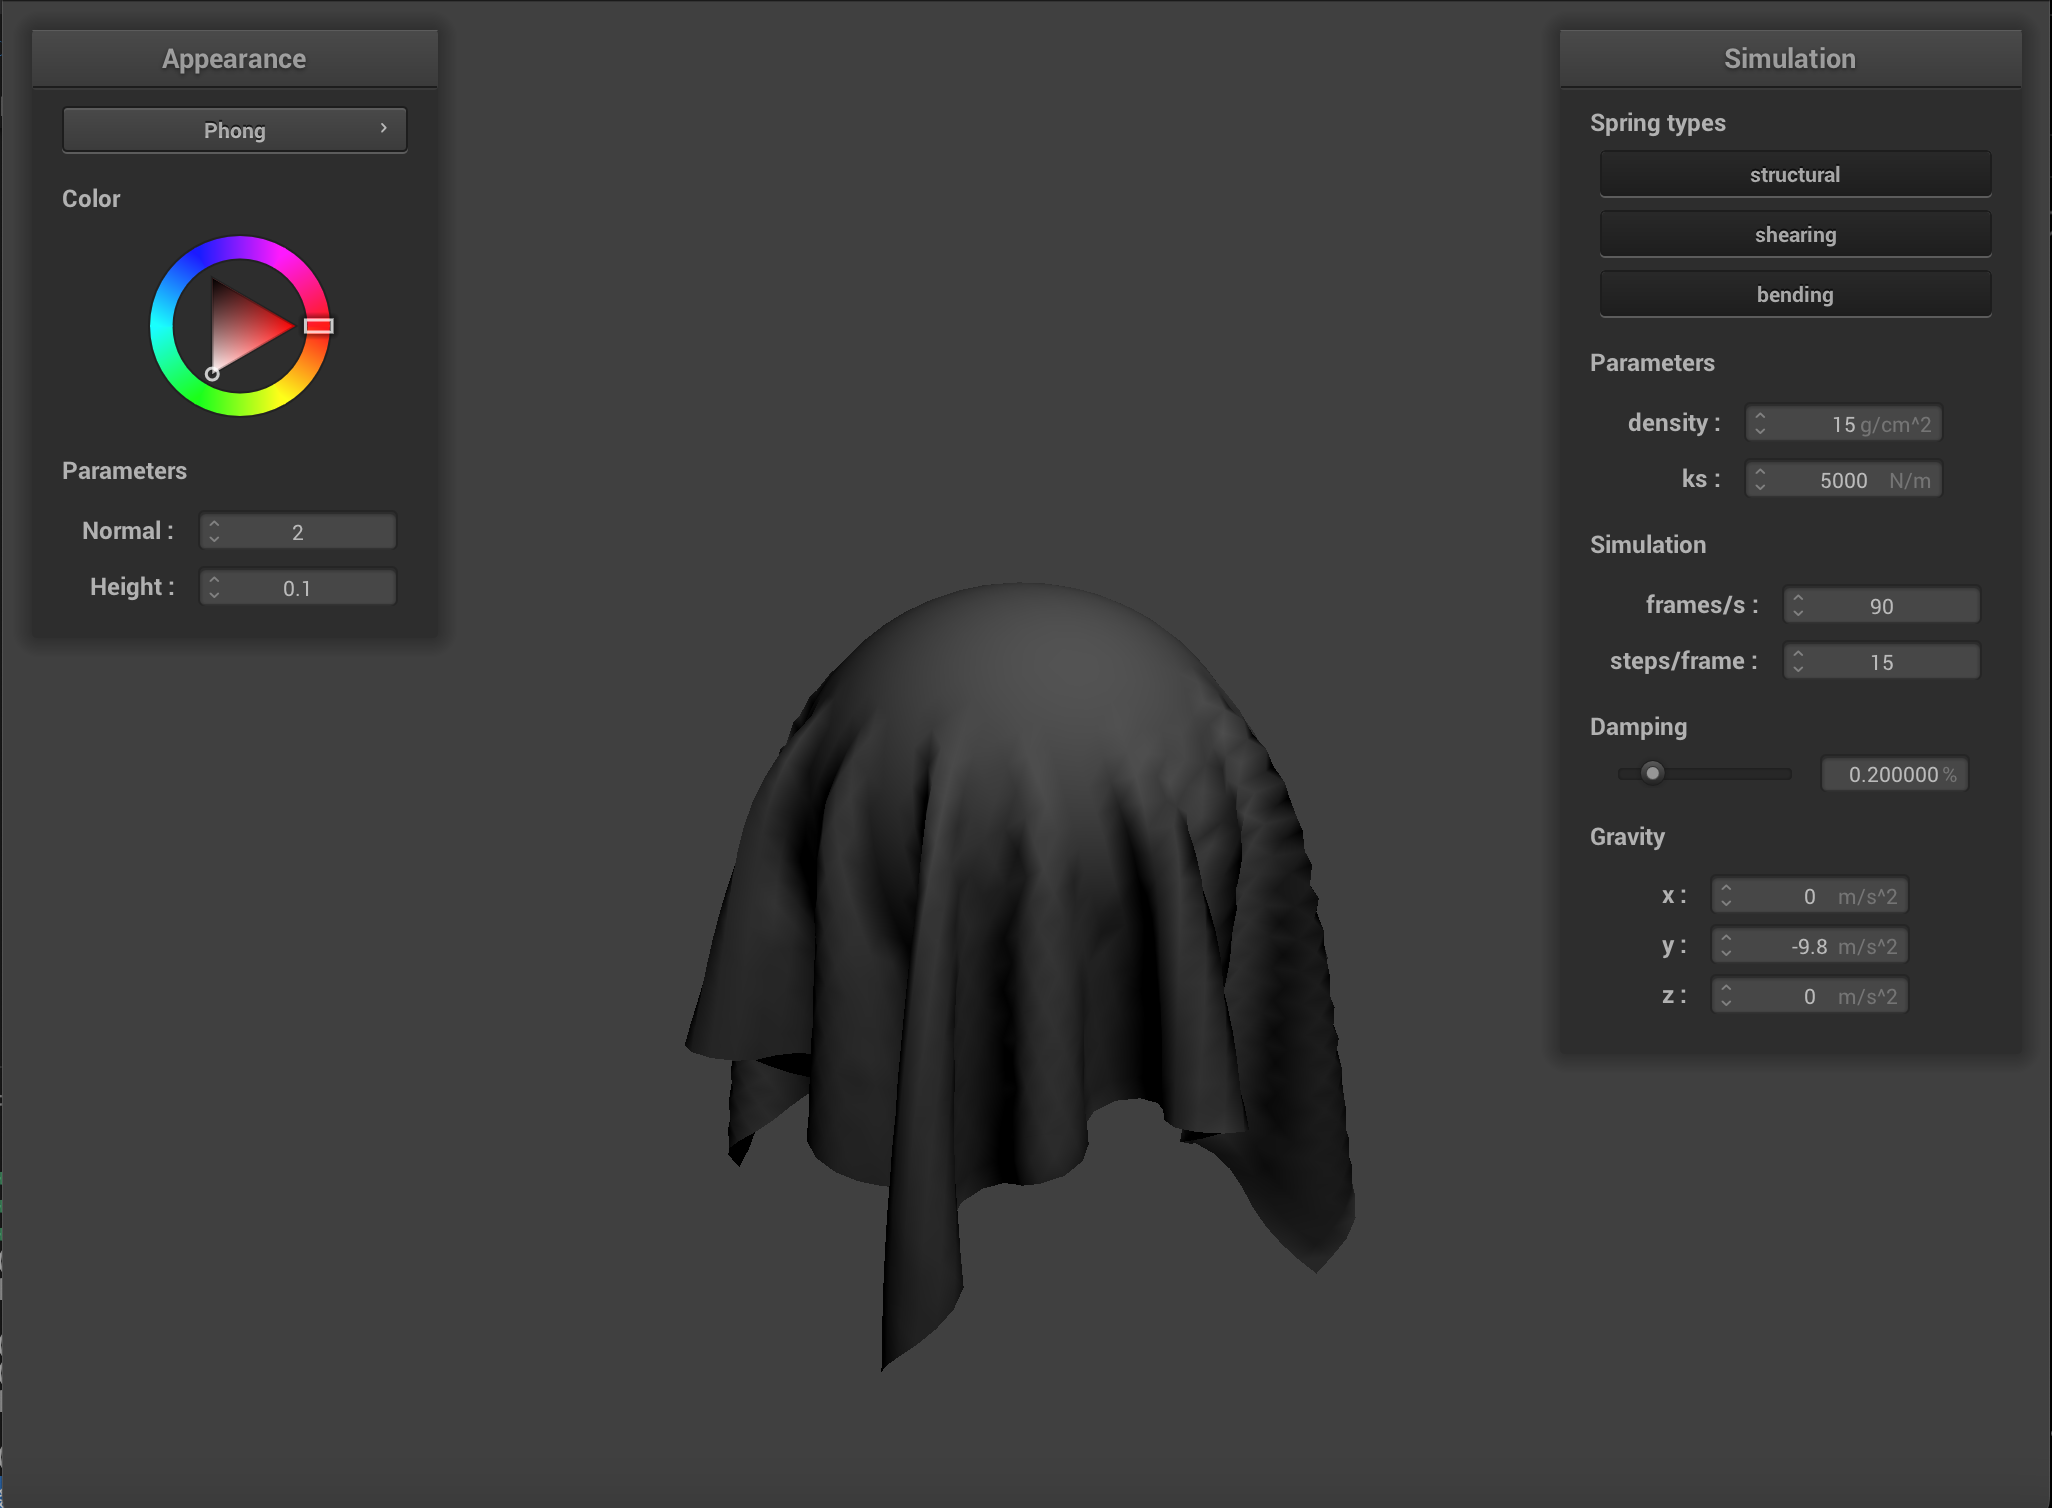 Appearance
Phong
Color
Parameters
Normal : 2
Height : 0.1
Simulation
Spring types
structural
shearing
bending
Parameters
density : 15 g/cm^2
ks : 5000 N/m
Simulation
frames/s : 90
steps/frame : 15
Damping
0.200000 %
Gravity
x : 0 m/s^2
y : -9.8 m/s^2
z : 0 m/s^2